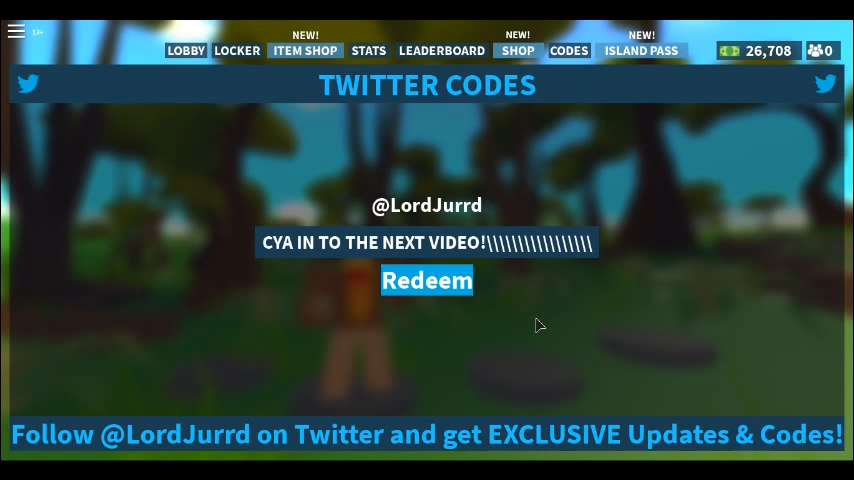 NEW! NEW! NEW!
13+ LOBBY LOCKER ITEM SHOP STATS LEADERBOARD SHOP CODES ISLAND PASS 26,708 0
TWITTER CODES
@LordJurrd
CYA IN TO THE NEXT VIDEO!\\\\\\\\\\\\\\\\\
Redeem
Follow @LordJurrd on Twitter and get EXCLUSIVE Updates & Codes!